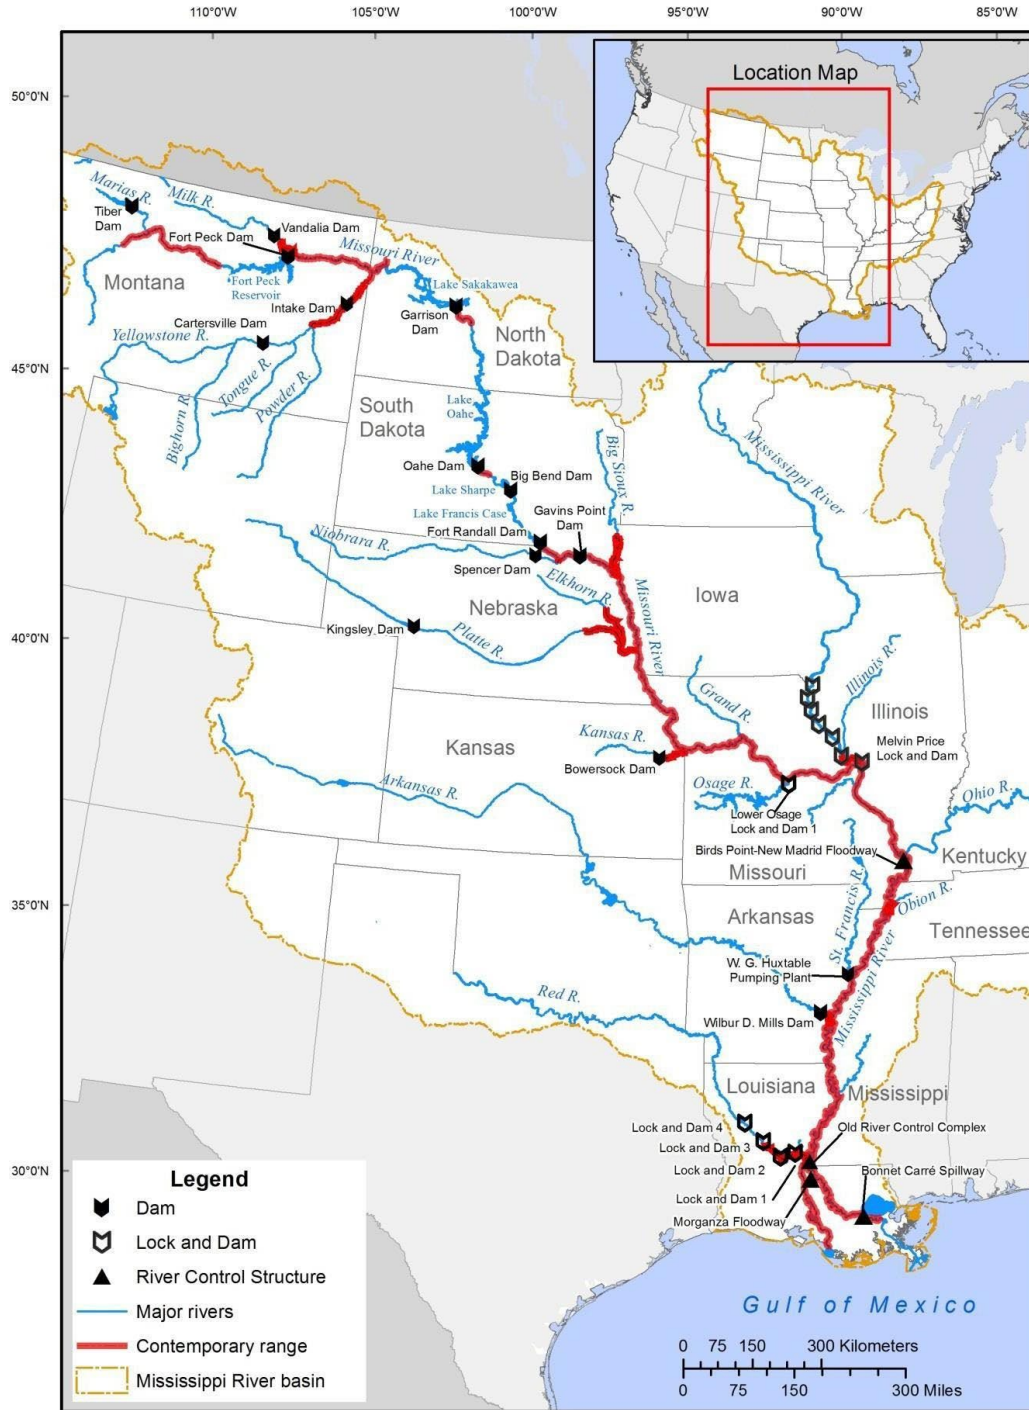 110°0'W
105°0'W
100°0'W
95°0'W
90°0'W
85°0'W
50°0'N
45°0'N
40°0'N
35°0'N
30°0'N
Location Map
Marias R.
Milk R.
Tiber
Dam
Vandalia Dam
Fort Peck Dam
Missouri River
Montana
Fort Peck
Reservoir
Lake Sakakawea
Intake Dam
Garrison
Dam
Cartersville Dam
North
Dakota
Yellowstone R.
Tongue R.
Powder R.
Bighorn R.
South
Dakota
Lake
Oahe
Mississippi River
Big Sioux R.
Oahe Dam
Big Bend Dam
Lake Sharpe
Gavins Point
Dam
Lake Francis Case
Fort Randall Dam
Niobrara R.
Spencer Dam
Elkhorn R.
Nebraska
Missouri River
Iowa
Kingsley Dam
Platte R.
Illinois R.
Grand R.
Illinois
Kansas R.
Kansas
Melvin Price
Lock and Dam
Bowersock Dam
Arkansas R.
Osage R.
Ohio R.
Lower Osage
Lock and Dam 1
Birds Point-New Madrid Floodway
Kentucky
Missouri
Obion R.
St. Francis R.
Arkansas
Tennessee
W. G. Huxtable
Pumping Plant
Mississippi River
Red R.
Wilbur D. Mills Dam
Louisiana
Mississippi
Lock and Dam 4
Old River Control Complex
Lock and Dam 3
Lock and Dam 2
Bonnet Carré Spillway
Lock and Dam 1
Morganza Floodway
Gulf of Mexico
Legend
Dam
Lock and Dam
River Control Structure
Major rivers
Contemporary range
Mississippi River basin
0 75 150 300 Kilometers
0 75 150 300 Miles